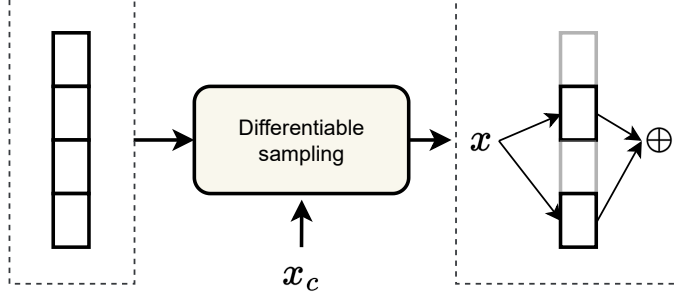 Differentiable
sampling
x
⊕
x_c